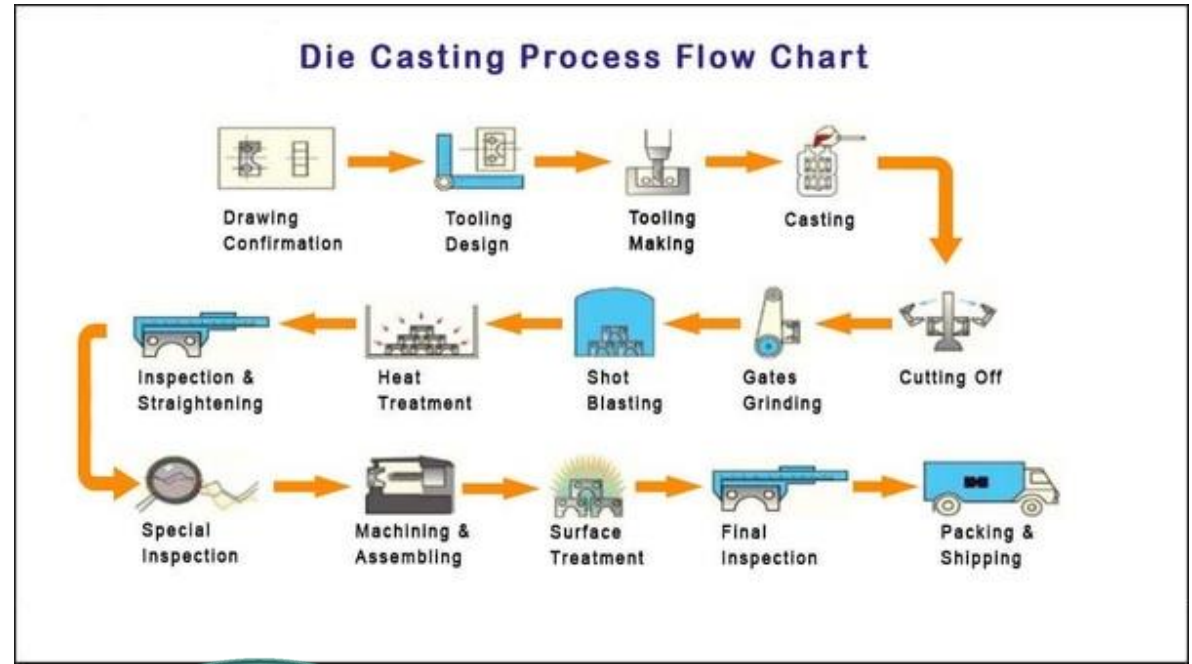 Die Casting Process Flow Chart
Drawing
Confirmation
Tooling
Design
Tooling
Making
Casting
Inspection &
Straightening
Heat
Treatment
Shot
Blasting
Gates
Grinding
Cutting Off
Special
Inspection
Machining &
Assembling
Surface
Treatment
Final
Inspection
Packing &
Shipping